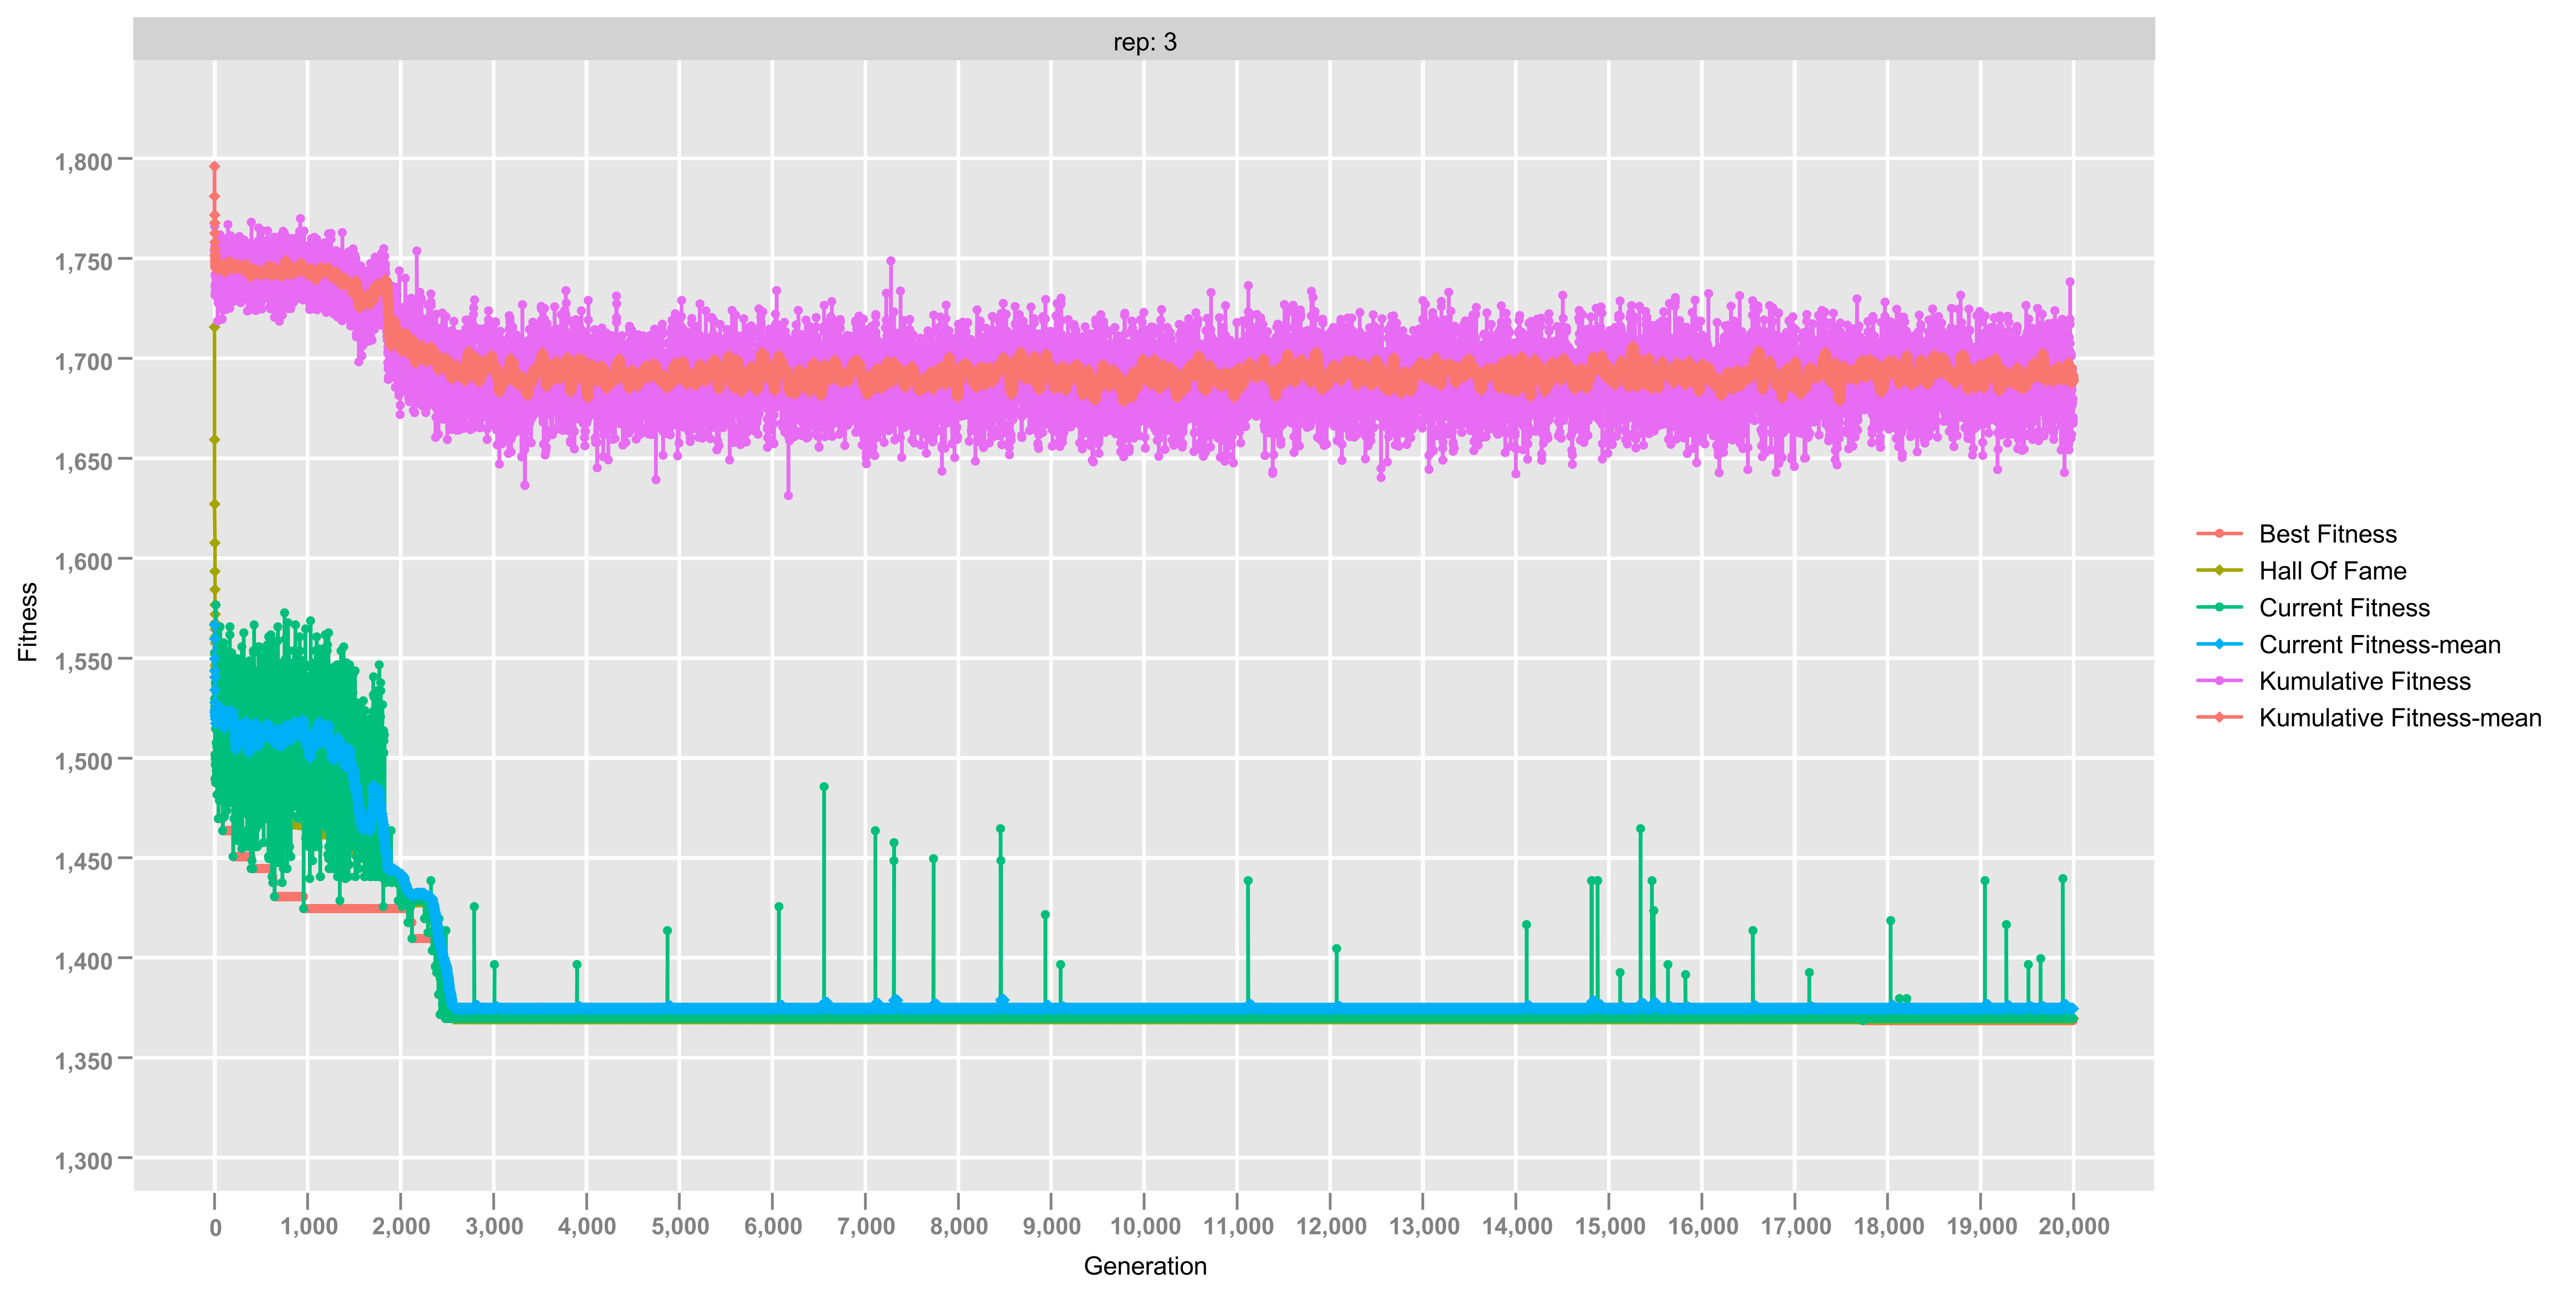 rep: 3
1,800
1,750
1,700
1,650
1,600
1,550
1,500
1,450
1,400
1,350
1,300
Fitness
0 1,000 2,000 3,000 4,000 5,000 6,000 7,000 8,000 9,000 10,000 11,000 12,000 13,000 14,000 15,000 16,000 17,000 18,000 19,000 20,000
Generation
Best Fitness
Hall Of Fame
Current Fitness
Current Fitness-mean
Kumulative Fitness
Kumulative Fitness-mean